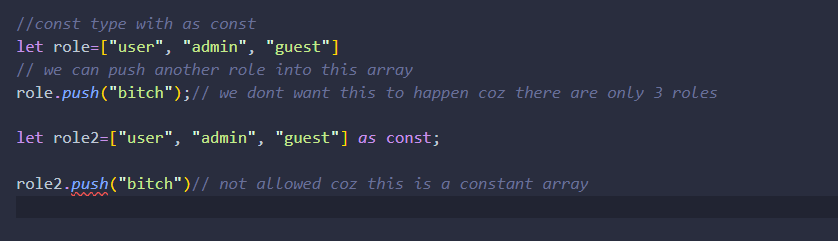 //const type with as const
let role=["user", "admin", "guest"]
// we can push another role into this array
role.push("bitch");// we dont want this to happen coz there are only 3 roles
let role2=["user", "admin", "guest"] as const;
role2.push("bitch")// not allowed coz this is a constant array